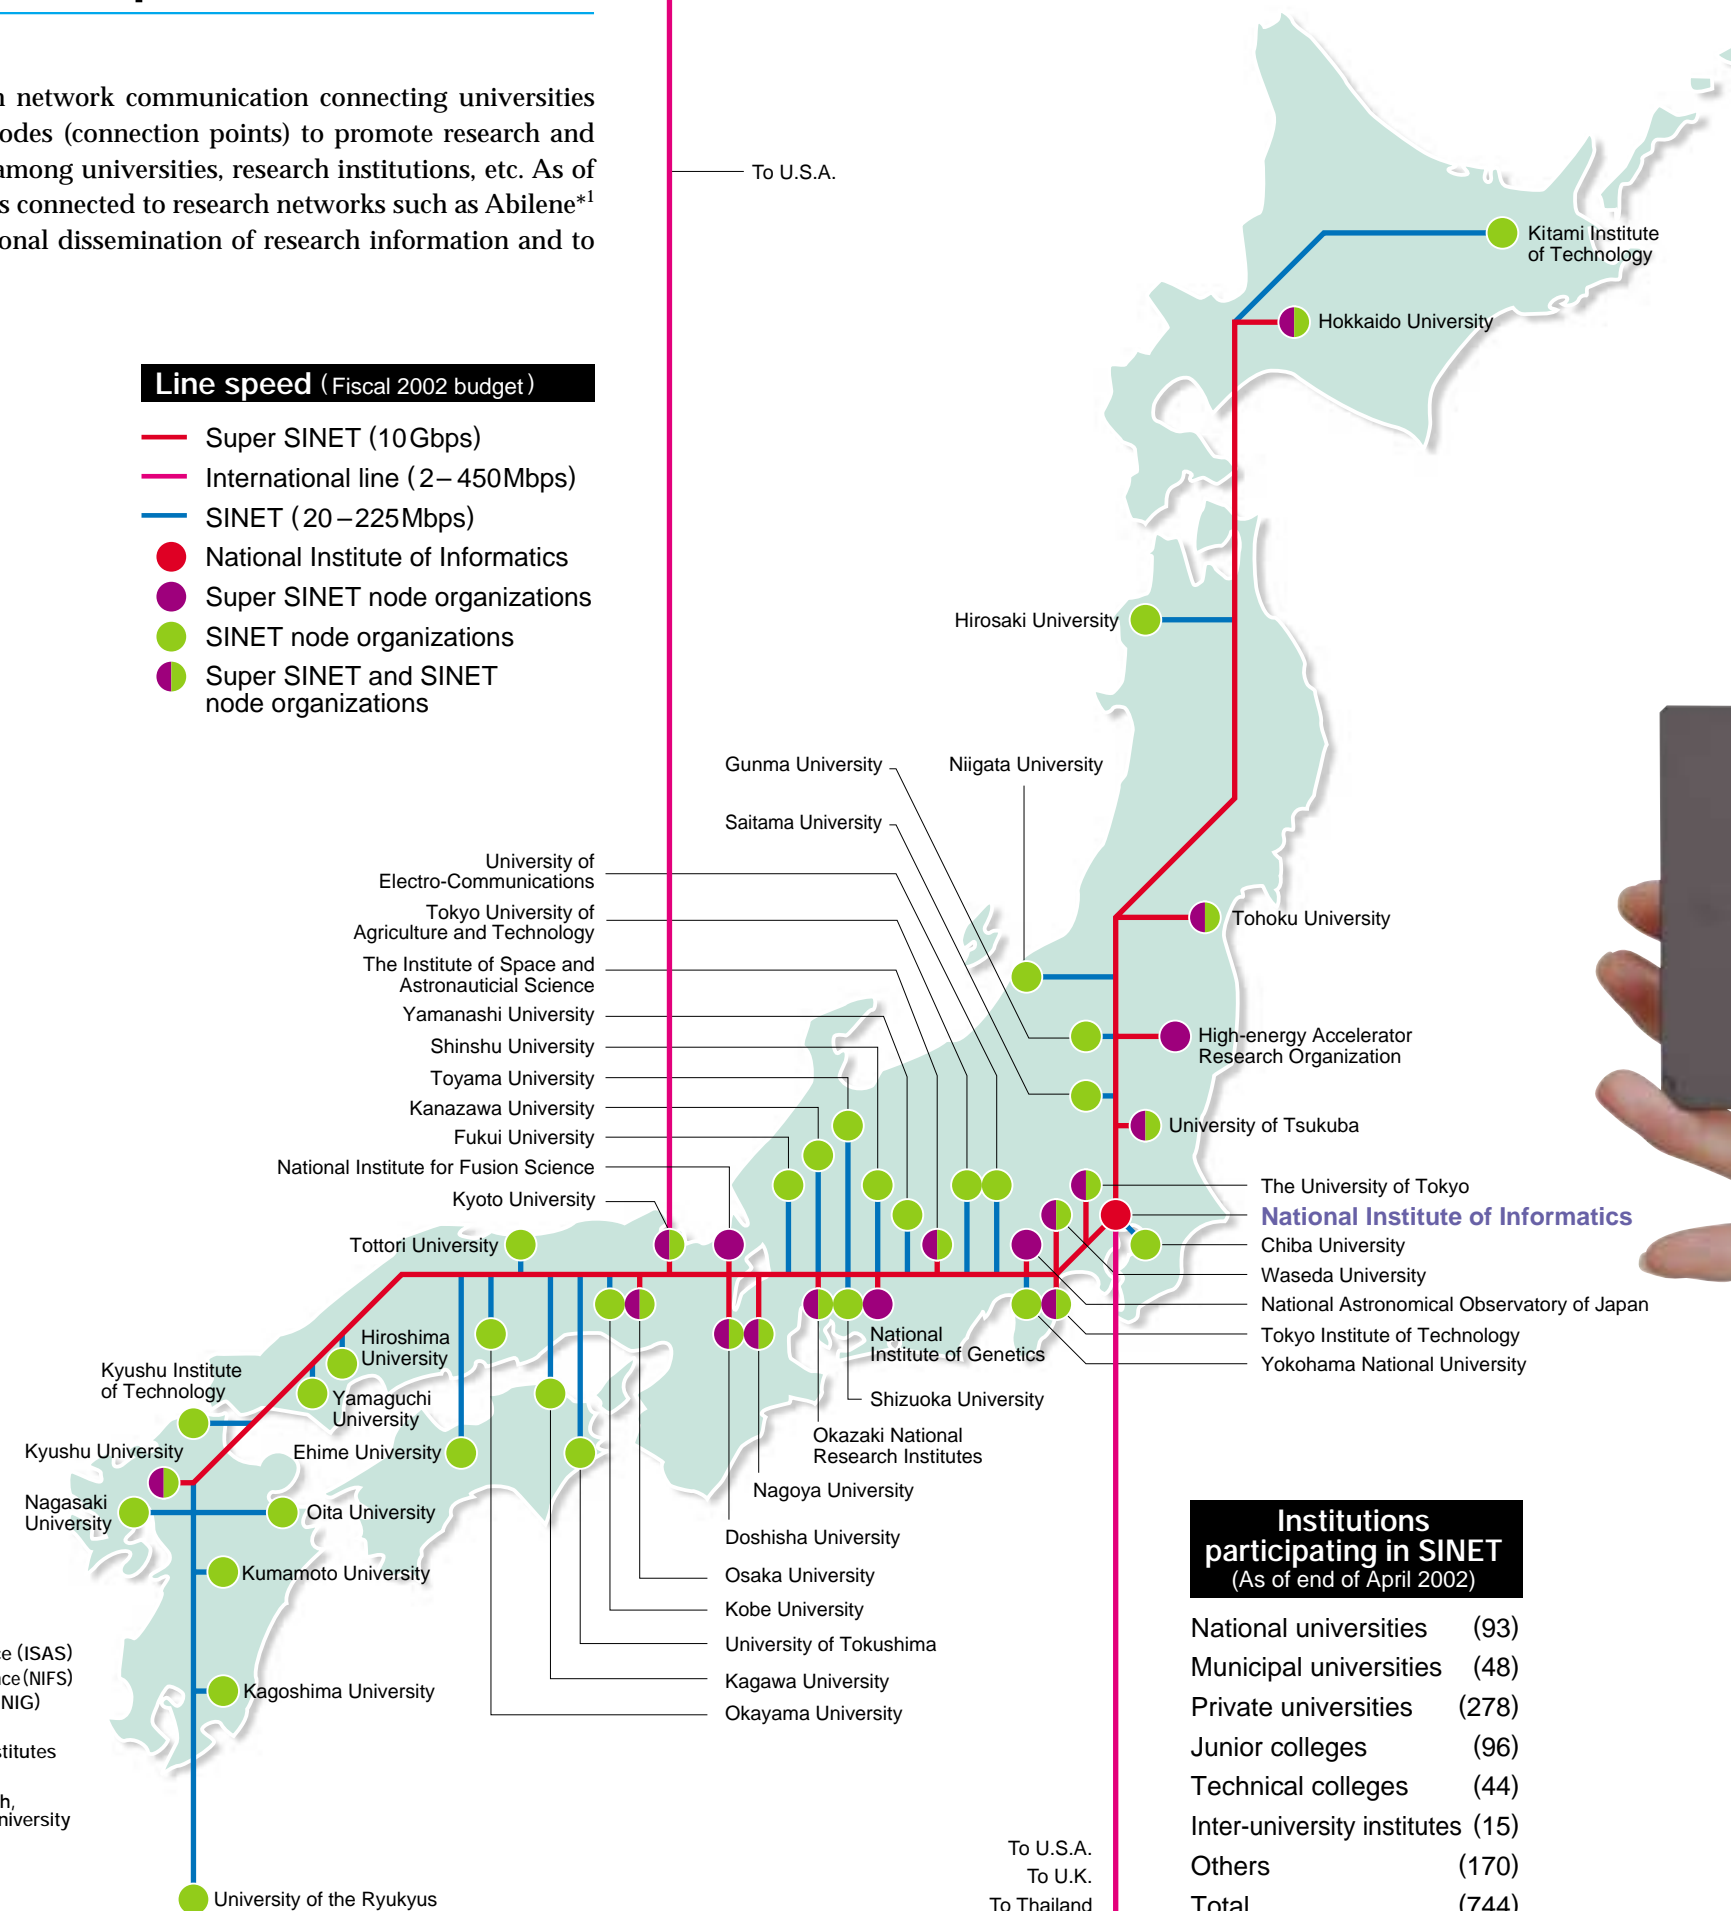 n network communication connecting universities
odes (connection points) to promote research and
among universities, research institutions, etc. As of
s connected to research networks such as Abilene*1
onal dissemination of research information and to
To U.S.A.
Line speed (Fiscal 2002 budget)
Super SINET (10Gbps)
International line (2–450Mbps)
SINET (20–225Mbps)
National Institute of Informatics
Super SINET node organizations
SINET node organizations
Super SINET and SINET
node organizations
Kitami Institute
of Technology
Hokkaido University
Hirosaki University
Gunma University
Niigata University
Saitama University
University of
Electro-Communications
Tokyo University of
Agriculture and Technology
The Institute of Space and
Astronauticial Science
Yamanashi University
Shinshu University
Toyama University
Kanazawa University
Fukui University
National Institute for Fusion Science
Kyoto University
Tottori University
Tohoku University
High-energy Accelerator
Research Organization
University of Tsukuba
The University of Tokyo
National Institute of Informatics
Chiba University
Waseda University
National Astronomical Observatory of Japan
Tokyo Institute of Technology
Yokohama National University
Hiroshima
University
Kyushu Institute
of Technology
Yamaguchi
University
Kyushu University
Ehime University
Nagasaki
University
Oita University
Kumamoto University
Kagoshima University
University of the Ryukyus
National
Institute of Genetics
Shizuoka University
Okazaki National
Research Institutes
Nagoya University
Doshisha University
Osaka University
Kobe University
University of Tokushima
Kagawa University
Okayama University
e (ISAS)
ce (NIFS)
NIG)
stitutes
h,
niversity
To U.S.A.
To U.K.
To Thailand
Institutions
participating in SINET
(As of end of April 2002)
National universities (93)
Municipal universities (48)
Private universities (278)
Junior colleges (96)
Technical colleges (44)
Inter-university institutes (15)
Others (170)
Total (744)